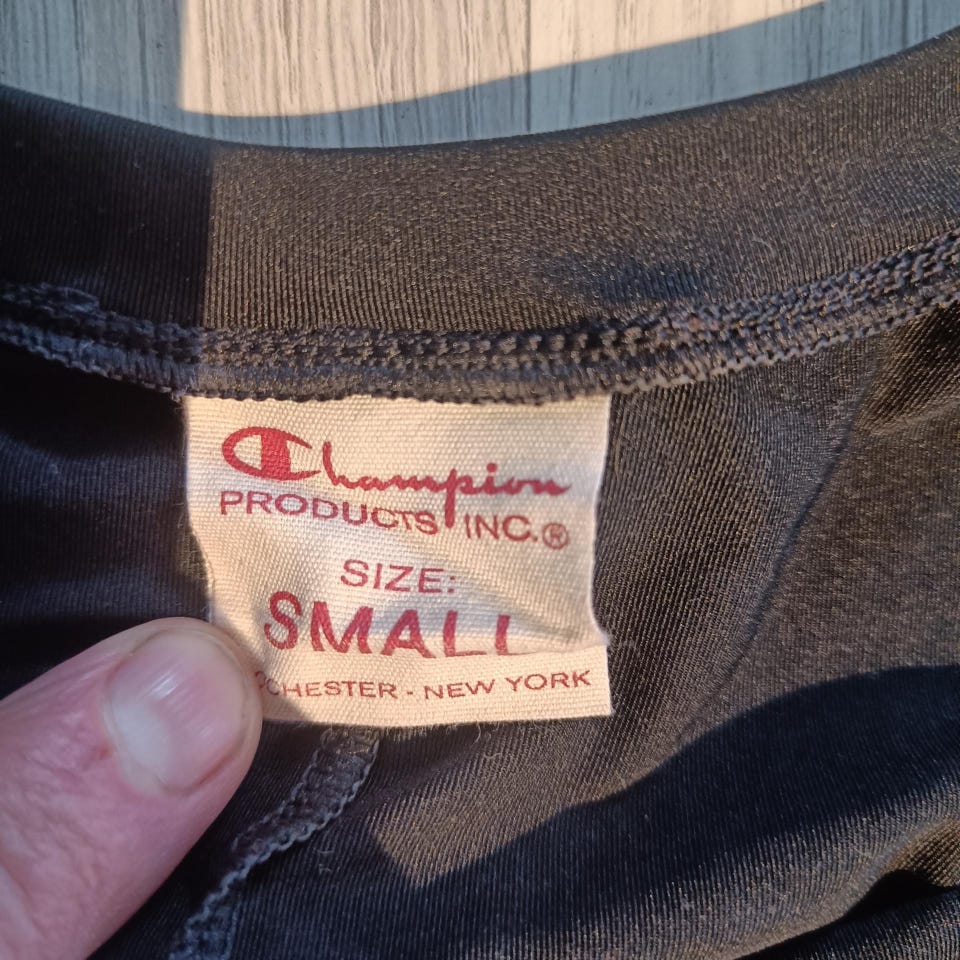 Champion
PRODUCTS INC.®
SIZE:
SMALL
CHESTER - NEW YORK